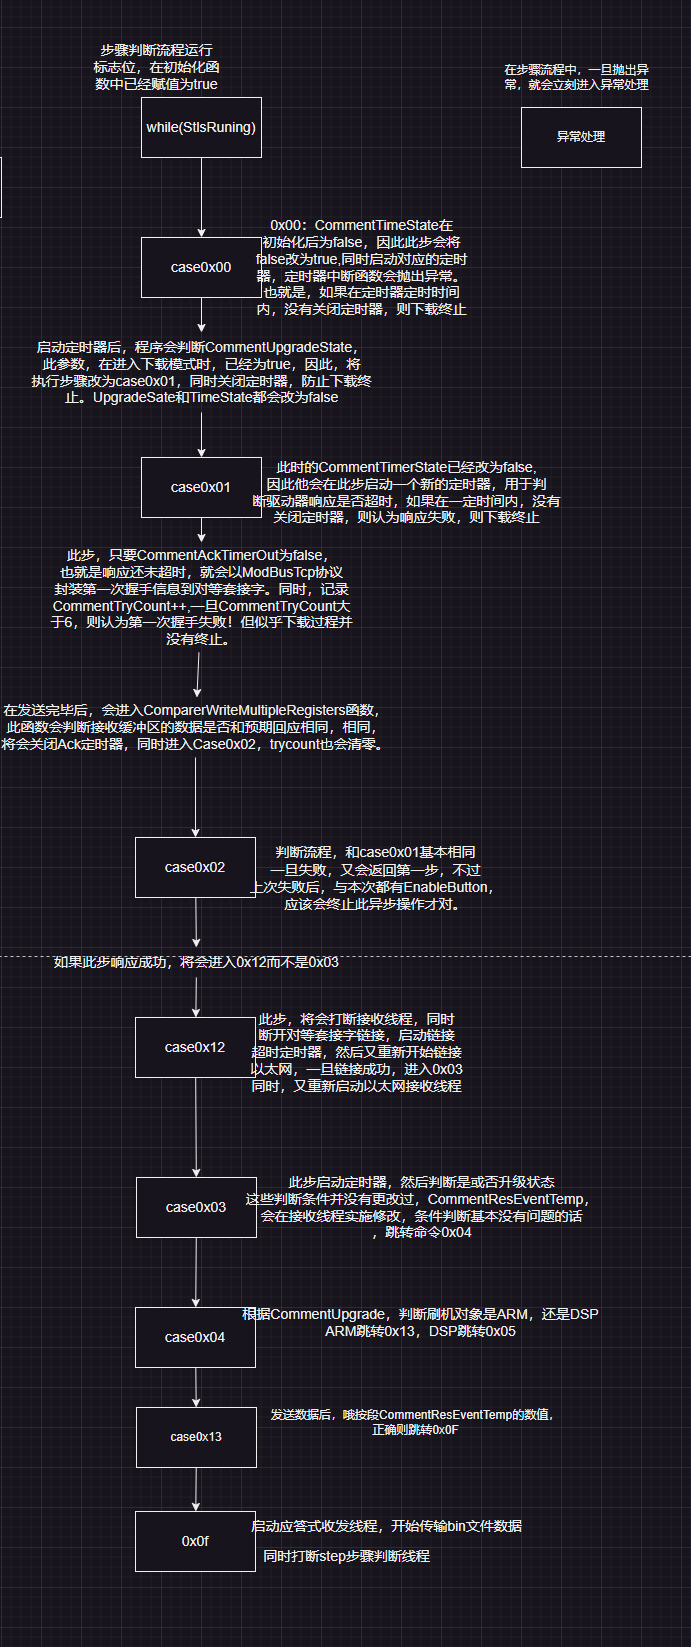 步骤判断流程运行
标志位，在初始化函
数中已经赋值为true
while(StIsRuning)
在步骤流程中，一旦抛出异
常，就会立刻进入异常处理
异常处理
case0x00
0x00：CommentTimeState在
初始化后为false，因此此步会将
false改为true,同时启动对应的定时
器，定时器中断函数会抛出异常。
也就是，如果在定时器定时时间
内，没有关闭定时器，则下载终止
启动定时器后，程序会判断CommentUpgradeState，
此参数，在进入下载模式时，已经为true，因此，将
执行步骤改为case0x01，同时关闭定时器，防止下载终
止。UpgradeSate和TimeState都会改为false
case0x01
此时的CommentTimerState已经改为false,
因此他会在此步启动一个新的定时器，用于判
断驱动器响应是否超时，如果在一定时间内，没有
关闭定时器，则认为响应失败，则下载终止
此步，只要CommentAckTimerOut为false，
也就是响应还未超时，就会以ModBusTcp协议
封装第一次握手信息到对等套接字。同时，记录
CommentTryCount++,一旦CommentTryCount大
于6，则认为第一次握手失败！但似乎下载过程并
没有终止。
在发送完毕后，会进入ComparerWriteMultipleRegisters函数，
此函数会判断接收缓冲区的数据是否和预期回应相同，相同，
将会关闭Ack定时器，同时进入Case0x02，trycount也会清零。
case0x02
判断流程，和case0x01基本相同
一旦失败，又会返回第一步，不过
上次失败后，与本次都有EnableButton，
应该会终止此异步操作才对。
如果此步响应成功，将会进入0x12而不是0x03
case0x12
此步，将会打断接收线程，同时
断开对等套接字链接，启动链接
超时定时器，然后又重新开始链接
以太网，一旦链接成功，进入0x03
同时，又重新启动以太网接收线程
case0x03
此步启动定时器，然后判断是或否升级状态
这些判断条件并没有更改过，CommentResEventTemp，
会在接收线程实施修改，条件判断基本没有问题的话
，跳转命令0x04
case0x04
根据CommentUpgrade，判断刷机对象是ARM，还是DSP
ARM跳转0x13，DSP跳转0x05
case0x13
发送数据后，哦按段CommentResEventTemp的数值，
正确则跳转0x0F
0x0f
启动应答式收发线程，开始传输bin文件数据
同时打断step步骤判断线程